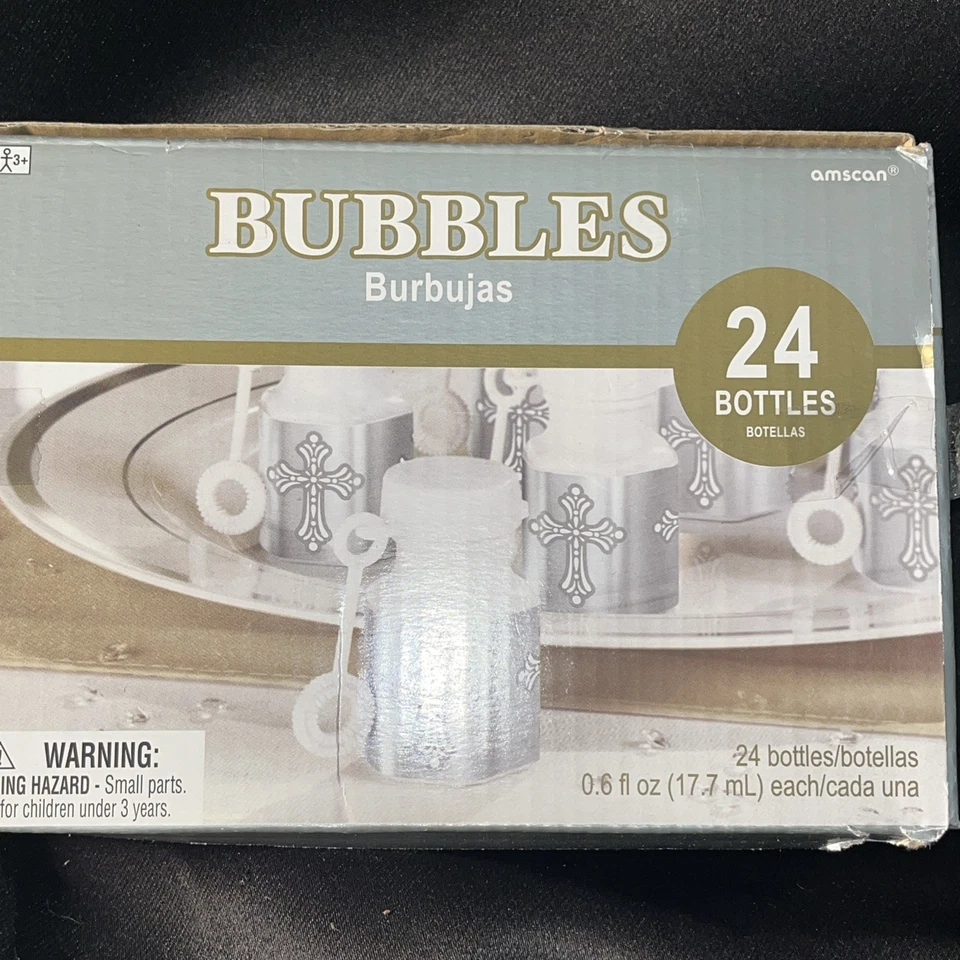 3+
amscan®
BUBBLES
Burbujas
24
BOTTLES
BOTELLAS
WARNING:
ING HAZARD - Small parts.
for children under 3 years.
24 bottles/botellas
0.6 fl oz (17.7 mL) each/cada una